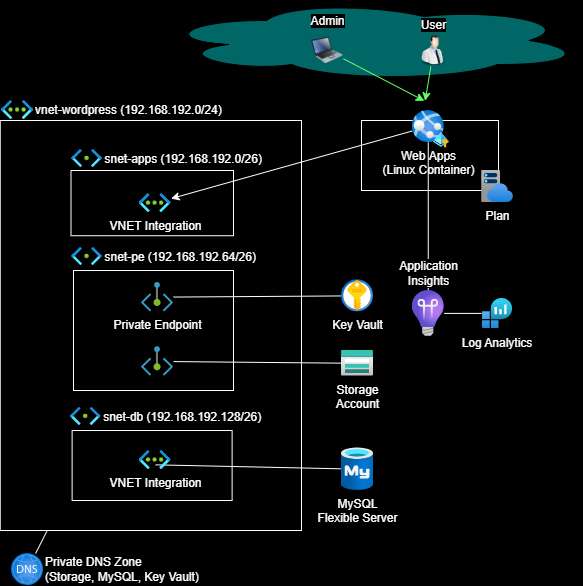 Admin
User
vnet-wordpress (192.168.192.0/24)
snet-apps (192.168.192.0/26)
VNET Integration
Web Apps
(Linux Container)
Plan
snet-pe (192.168.192.64/26)
Private Endpoint
Key Vault
Application
Insights
Log Analytics
Storage
Account
snet-db (192.168.192.128/26)
VNET Integration
My
MySQL
Flexible Server
DNS
Private DNS Zone
(Storage, MySQL, Key Vault)